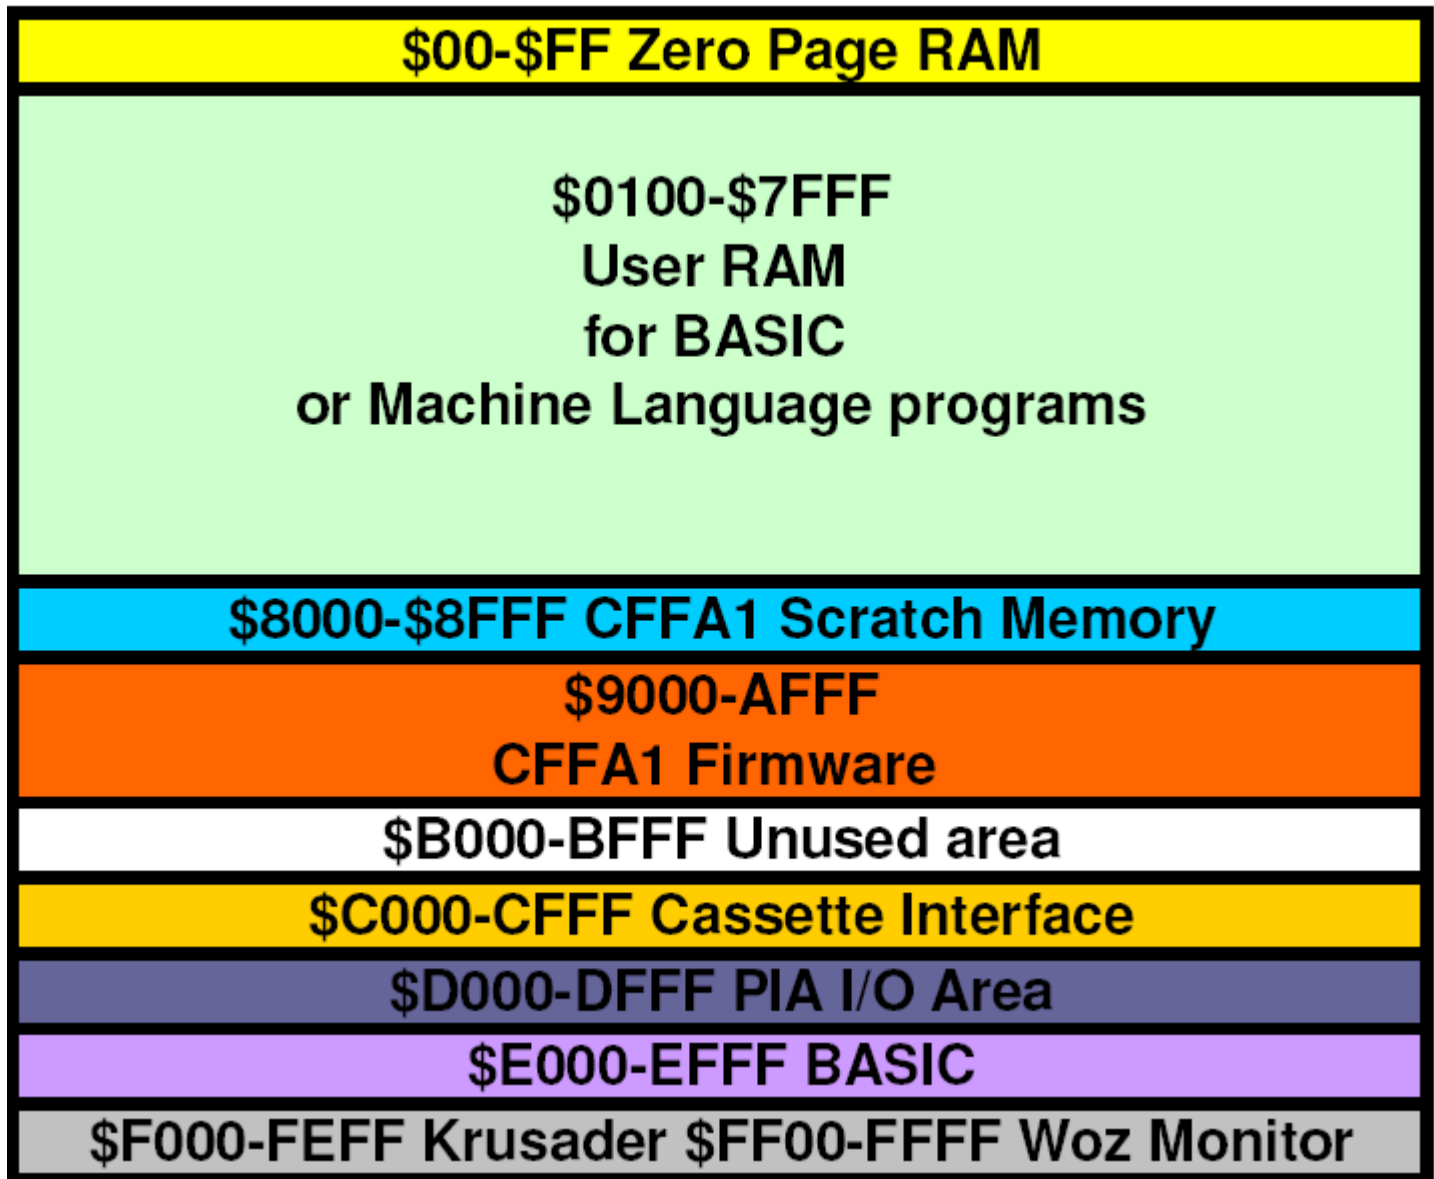 $00-$FF Zero Page RAM
$0100-$7FFF
User RAM
for BASIC
or Machine Language programs
$8000-$8FFF CFFA1 Scratch Memory
$9000-AFFF
CFFA1 Firmware
$B000-BFFF Unused area
$C000-CFFF Cassette Interface
$D000-DFFF PIA I/O Area
$E000-EFFF BASIC
$F000-FEFF Krusader $FF00-FFFF Woz Monitor